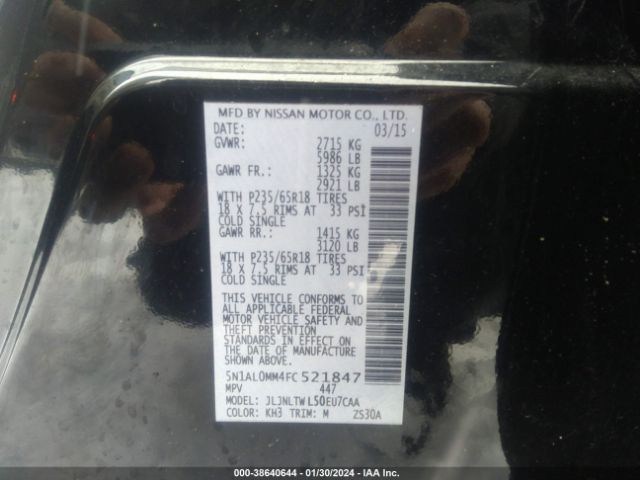 MFD BY NISSAN MOTOR CO., LTD.
DATE: 03/15
GVWR: 2715 KG
5986 LB
GAWR FR.: 1325 KG
2921 LB
WITH P235/65R18 TIRES
18 X 7.5 RIMS AT 33 PSI
COLD SINGLE
GAWR RR.: 1415 KG
3120 LB
WITH P235/65R18 TIRES
18 X 7.5 RIMS AT 33 PSI
COLD SINGLE
THIS VEHICLE CONFORMS TO
ALL APPLICABLE FEDERAL
MOTOR VEHICLE SAFETY AND
THEFT PREVENTION
STANDARDS IN EFFECT ON
THE DATE OF MANUFACTURE
SHOWN ABOVE.
5N1AL0MM4FC521847
MPV 447
MODEL: JLJNLTWL50EU7CAA
COLOR: KH3 TRIM: M ZS30A
000-38640644 / 01/30/2024 - IAA Inc.